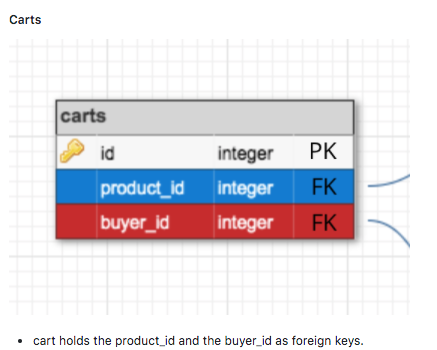 Carts
carts
id integer PK
product_id integer FK
buyer_id integer FK
cart holds the product_id and the buyer_id as foreign keys.